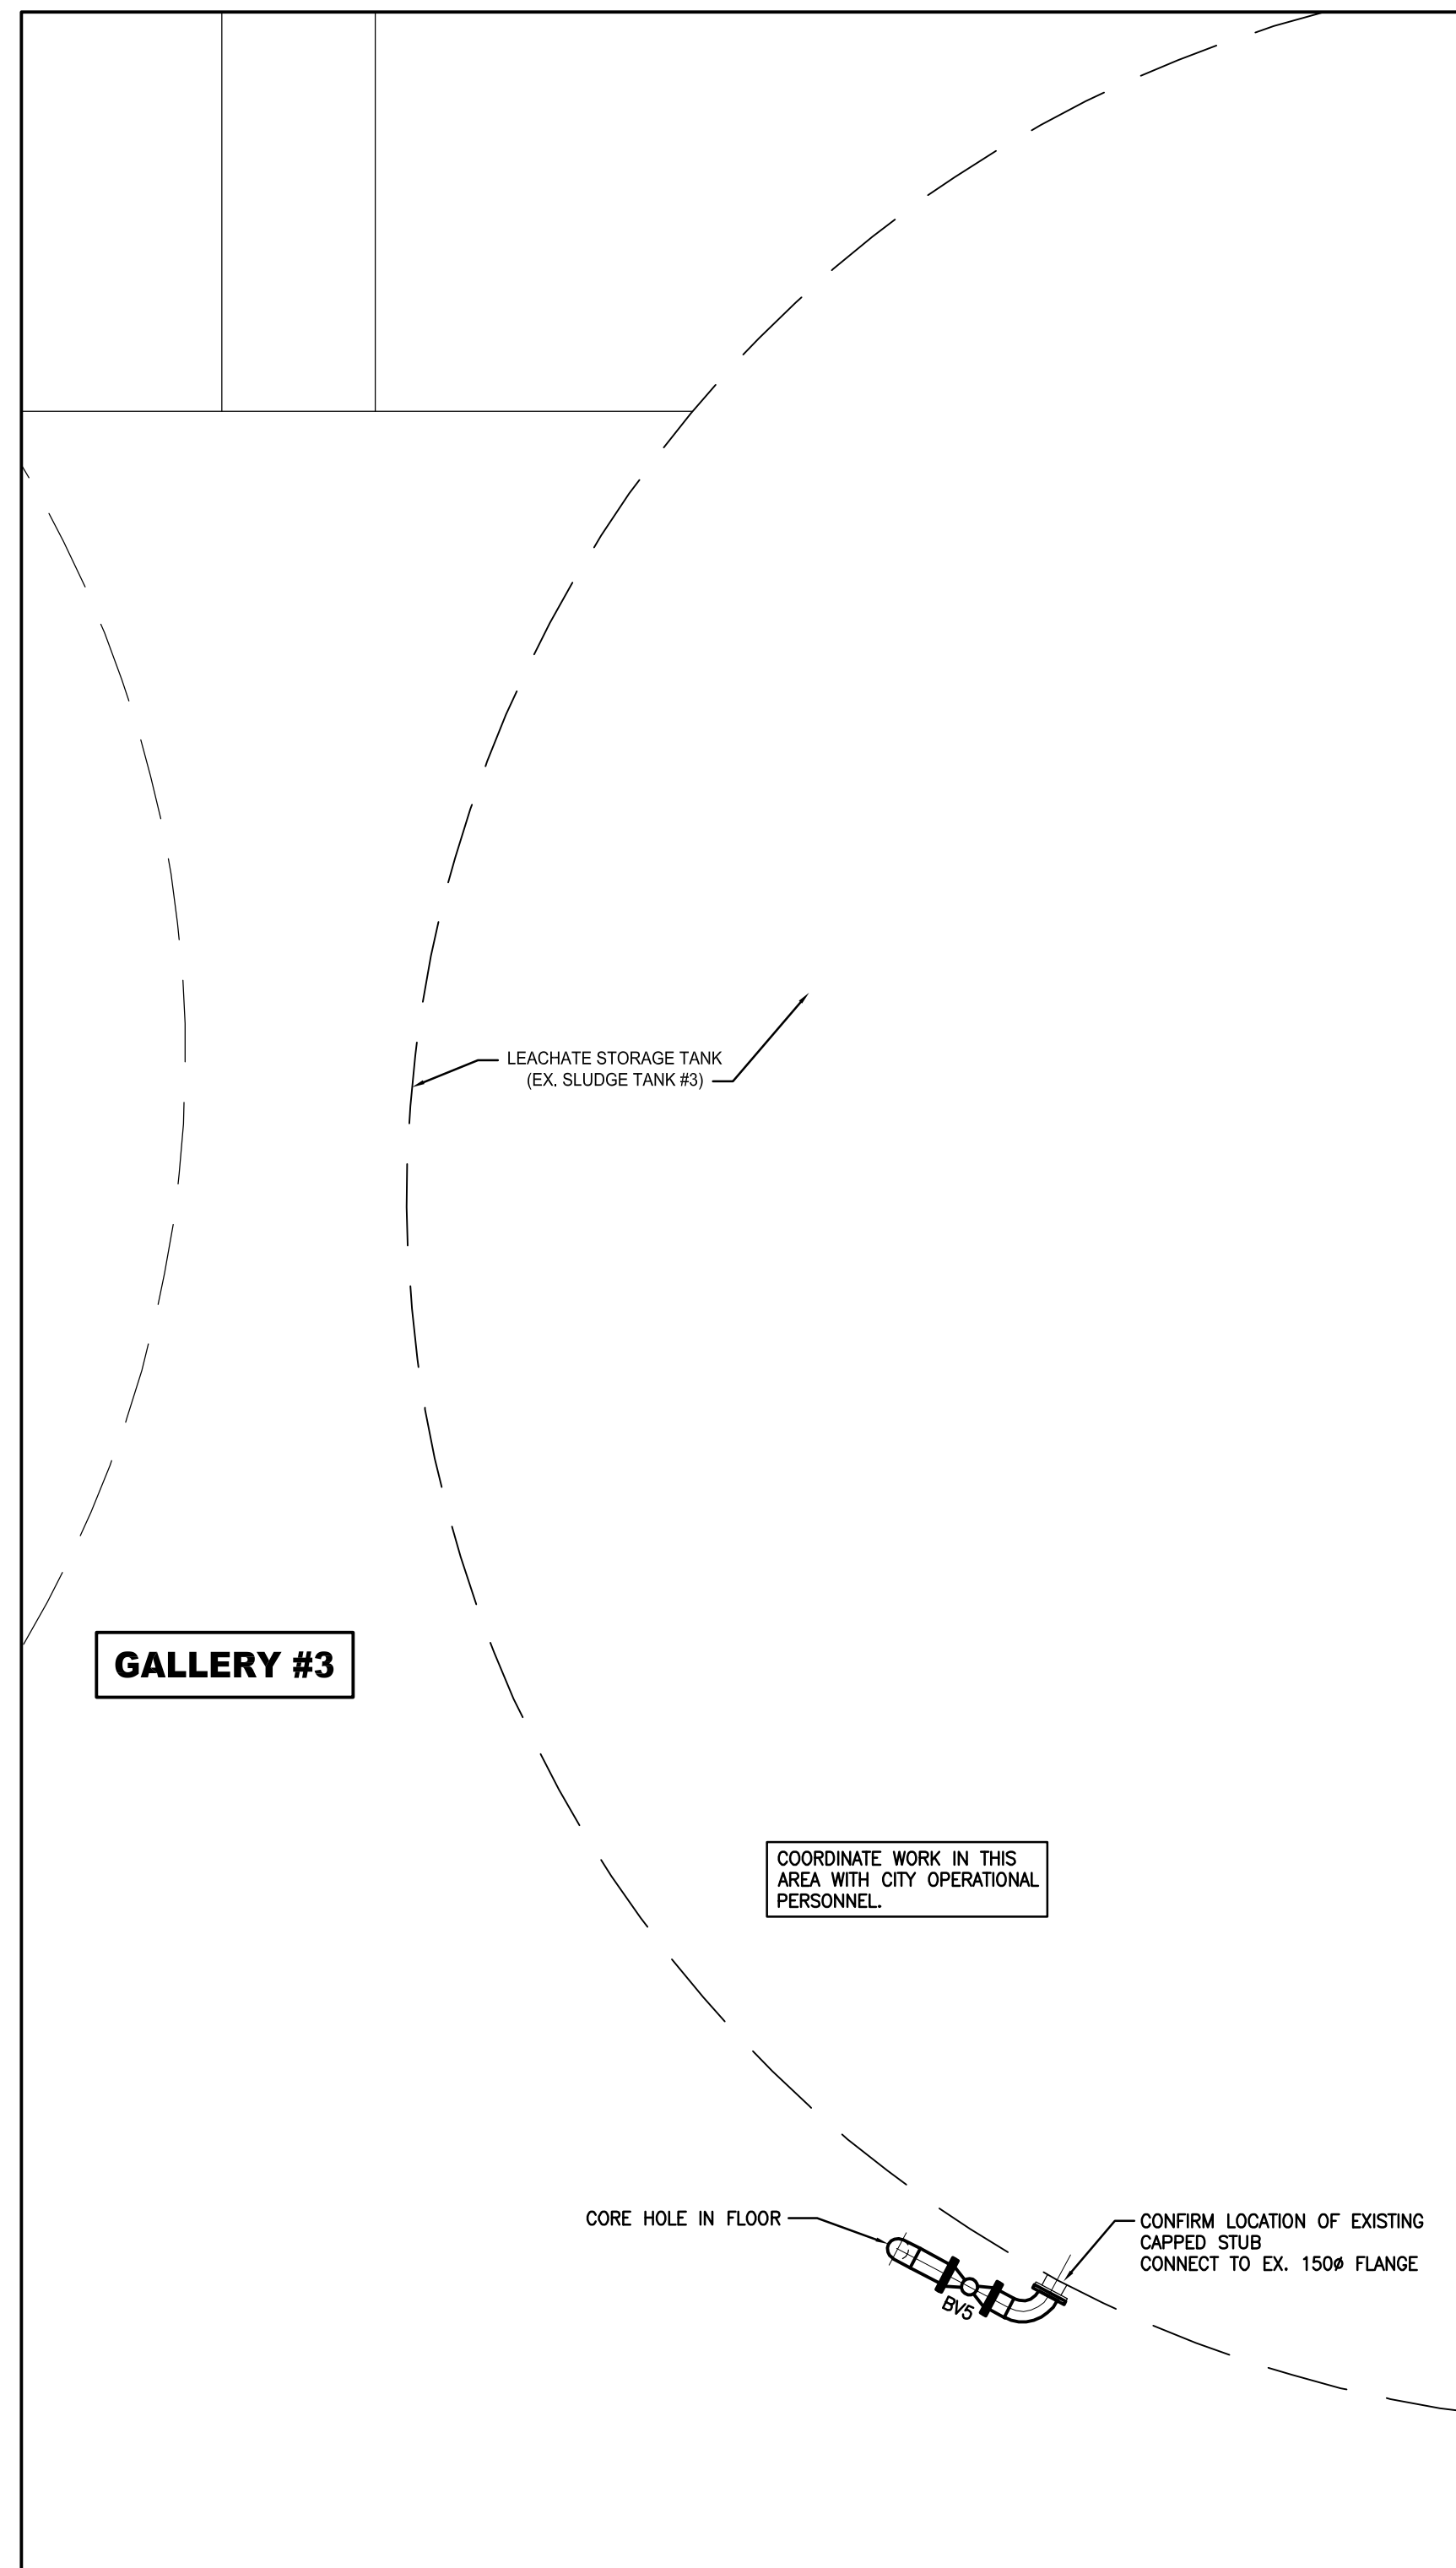 LEACHATE STORAGE TANK
(EX. SLUDGE TANK #3)
GALLERY #3
COORDINATE WORK IN THIS
AREA WITH CITY OPERATIONAL
PERSONNEL.
CORE HOLE IN FLOOR
CONFIRM LOCATION OF EXISTING
CAPPED STUB
CONNECT TO EX. 150ø FLANGE
BV5